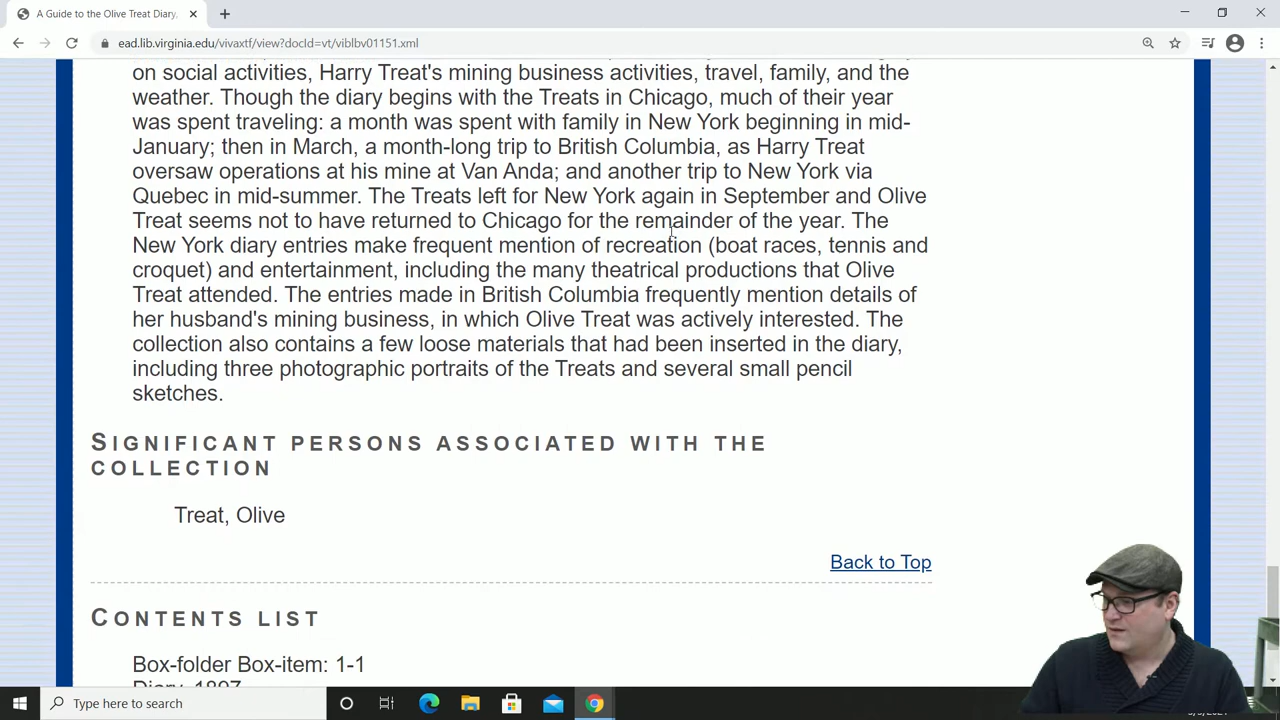 A Guide to the Olive Treat Diary,
ead.lib.virginia.edu/vivaxtf/view?docId=vt/viblbv01151.xml
on social activities, Harry Treat's mining business activities, travel, family, and the
weather. Though the diary begins with the Treats in Chicago, much of their year
was spent traveling: a month was spent with family in New York beginning in mid-
January; then in March, a month-long trip to British Columbia, as Harry Treat
oversaw operations at his mine at Van Anda; and another trip to New York via
Quebec in mid-summer. The Treats left for New York again in September and Olive
Treat seems not to have returned to Chicago for the remainder of the year. The
New York diary entries make frequent mention of recreation (boat races, tennis and
croquet) and entertainment, including the many theatrical productions that Olive
Treat attended. The entries made in British Columbia frequently mention details of
her husband's mining business, in which Olive Treat was actively interested. The
collection also contains a few loose materials that had been inserted in the diary,
including three photographic portraits of the Treats and several small pencil
sketches.
SIGNIFICANT PERSONS ASSOCIATED WITH THE
COLLECTION
Treat, Olive
Back to Top
CONTENTS LIST
Box-folder Box-item: 1-1
Diary, 1897
Type here to search